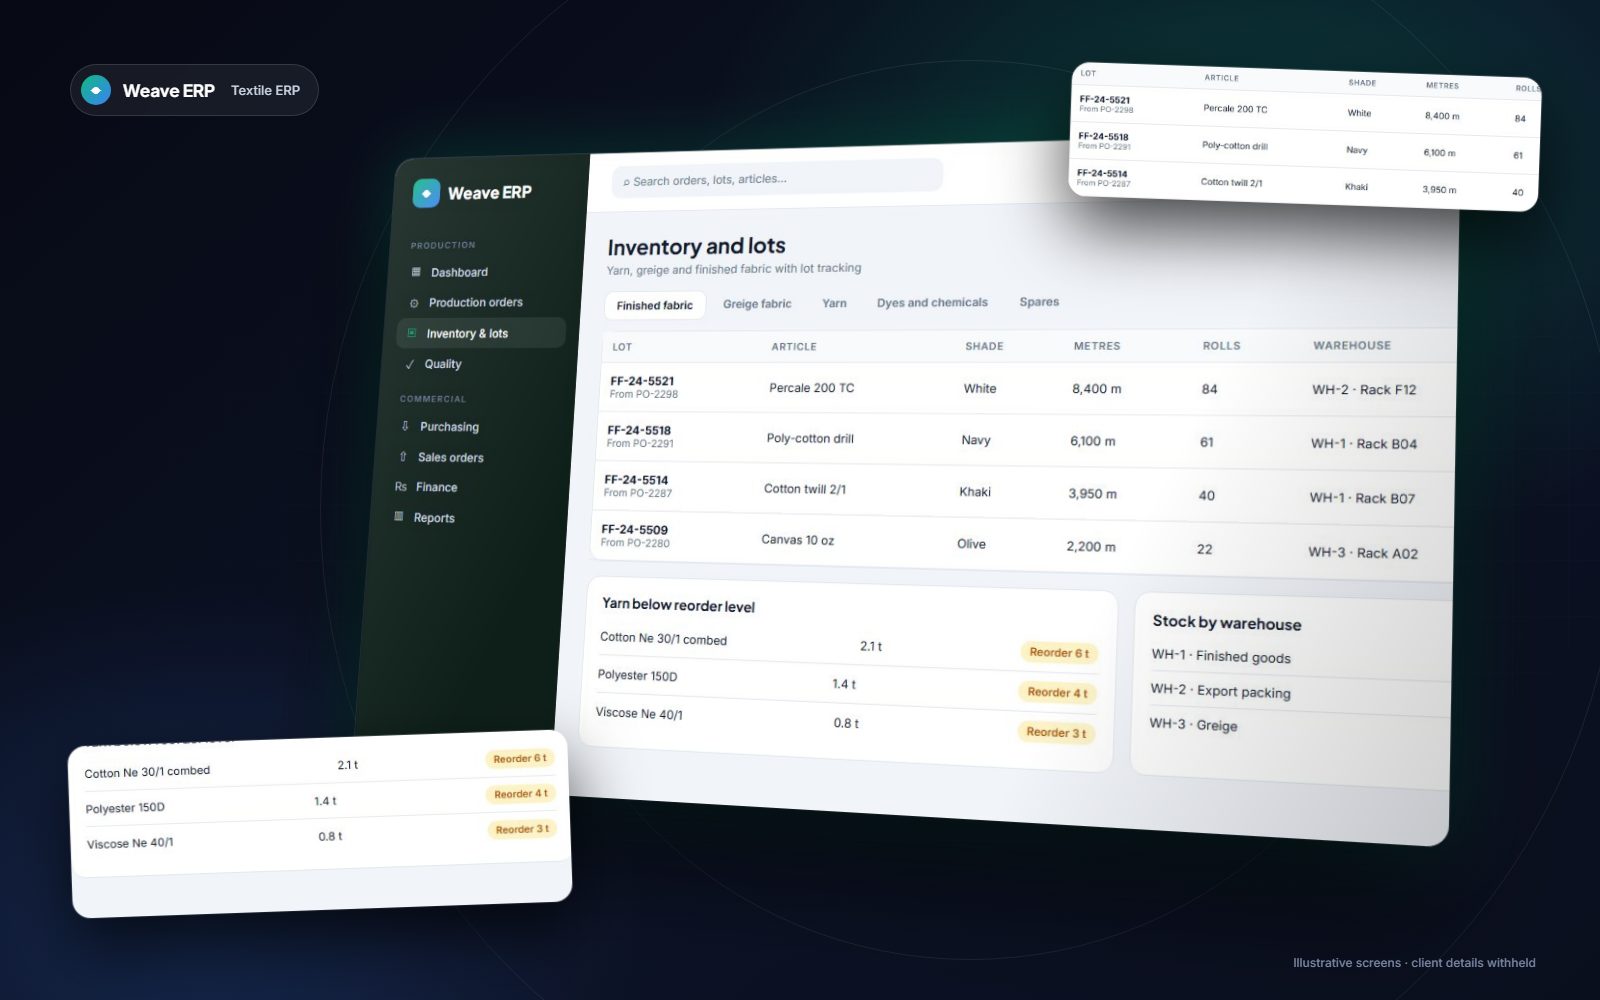 Weave ERP Textile ERP
LOT ARTICLE SHADE METRES ROLLS
FF-24-5521 Percale 200 TC White 8,400 m 84
From PO-2298
FF-24-5518 Poly-cotton drill Navy 6,100 m 61
From PO-2291
FF-24-5514 Cotton twill 2/1 Khaki 3,950 m 40
From PO-2287
Weave ERP
PRODUCTION
Dashboard
Production orders
Inventory & lots
Quality
COMMERCIAL
Purchasing
Sales orders
Rs Finance
Reports
Search orders, lots, articles...
Inventory and lots
Yarn, greige and finished fabric with lot tracking
Finished fabric Greige fabric Yarn Dyes and chemicals Spares
LOT ARTICLE SHADE METRES ROLLS WAREHOUSE
FF-24-5521 Percale 200 TC White 8,400 m 84 WH-2 · Rack F12
From PO-2298
FF-24-5518 Poly-cotton drill Navy 6,100 m 61 WH-1 · Rack B04
From PO-2291
FF-24-5514 Cotton twill 2/1 Khaki 3,950 m 40 WH-1 · Rack B07
From PO-2287
FF-24-5509 Canvas 10 oz Olive 2,200 m 22 WH-3 · Rack A02
From PO-2280
Yarn below reorder level
Cotton Ne 30/1 combed 2.1 t Reorder 6 t
Polyester 150D 1.4 t Reorder 4 t
Viscose Ne 40/1 0.8 t Reorder 3 t
Stock by warehouse
WH-1 · Finished goods
WH-2 · Export packing
WH-3 · Greige
Cotton Ne 30/1 combed 2.1 t Reorder 6 t
Polyester 150D 1.4 t Reorder 4 t
Viscose Ne 40/1 0.8 t Reorder 3 t
Illustrative screens · client details withheld